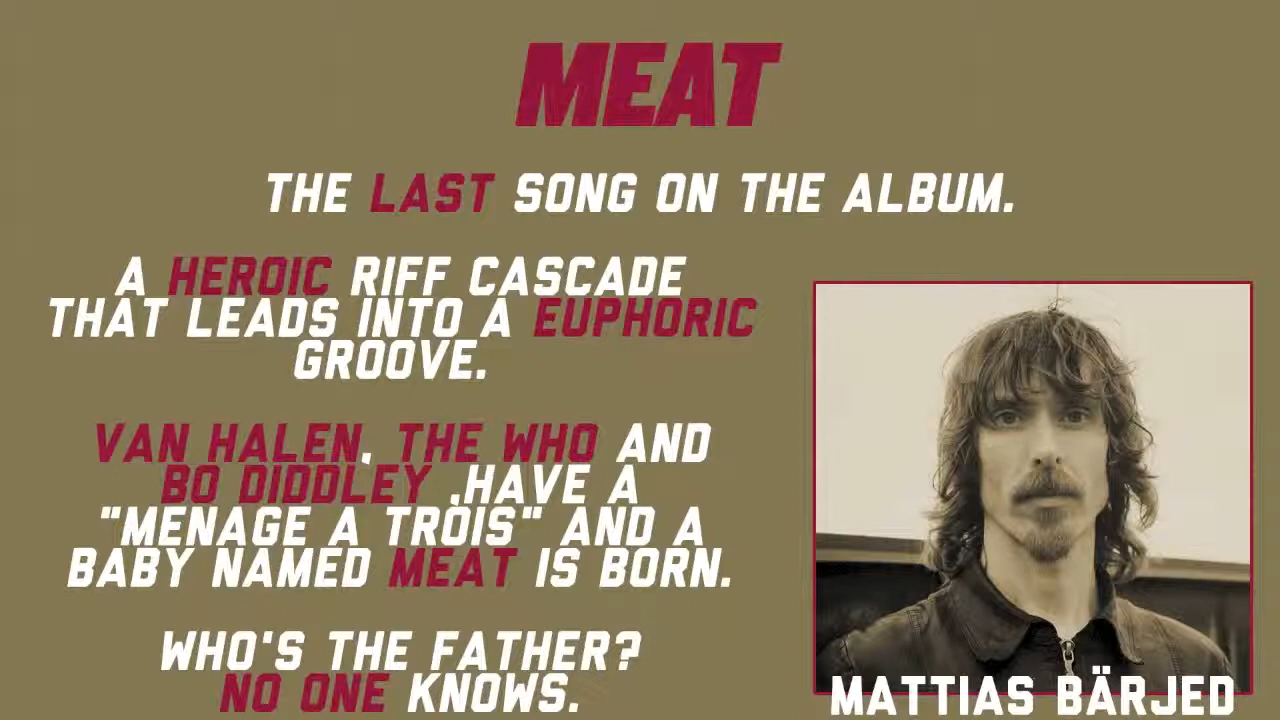 MEAT
THE LAST SONG ON THE ALBUM.
A HEROIC RIFF CASCADE
THAT LEADS INTO A EUPHORIC
GROOVE.
VAN HALEN, THE WHO AND
BO DIDDLEY ,HAVE A
"MENAGE A TROIS" AND A
BABY NAMED MEAT IS BORN.
WHO'S THE FATHER?
NO ONE KNOWS.
MATTIAS BÄRJED